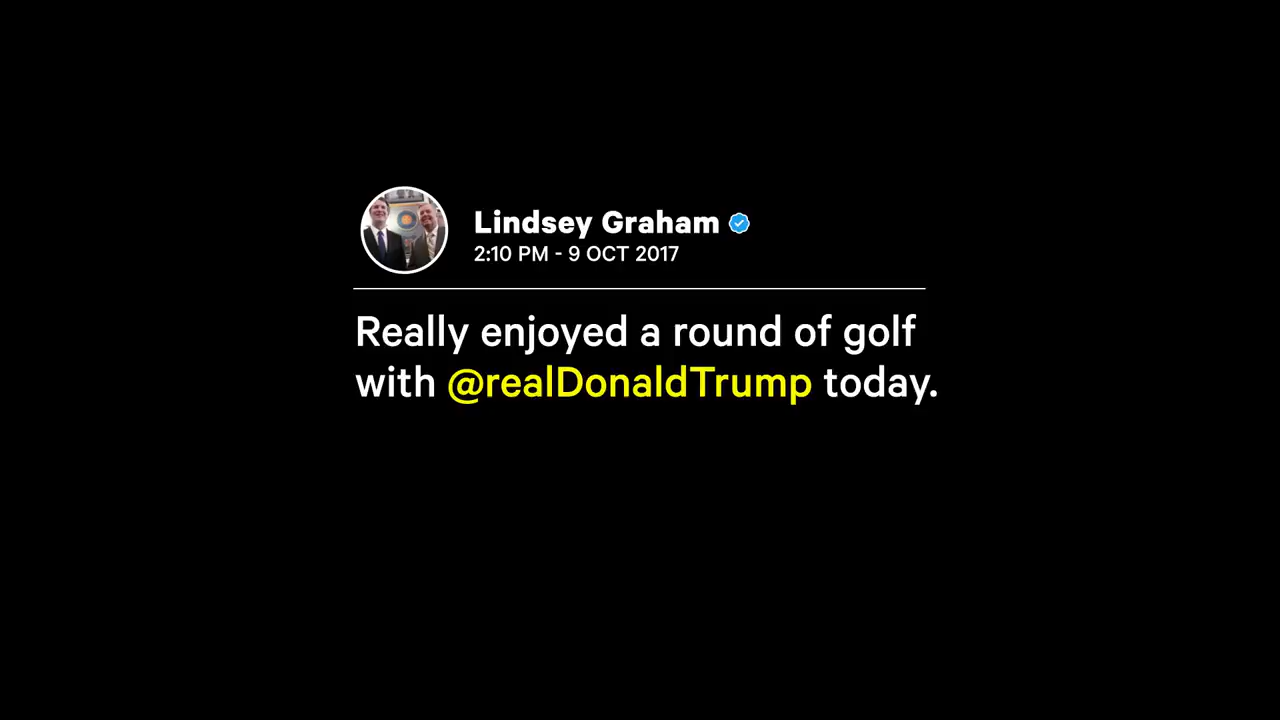 Lindsey Graham
2:10 PM - 9 OCT 2017
Really enjoyed a round of golf
with @realDonaldTrump today.